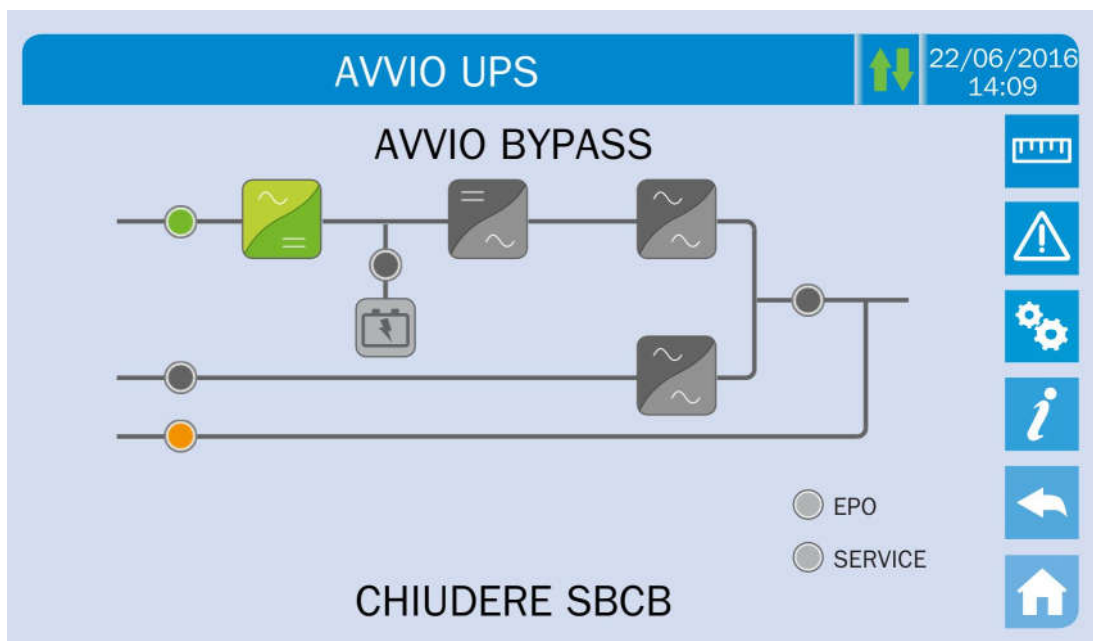 AVVIO UPS
22/06/2016
14:09
AVVIO BYPASS
EPO
SERVICE
CHIUDERE SBCB